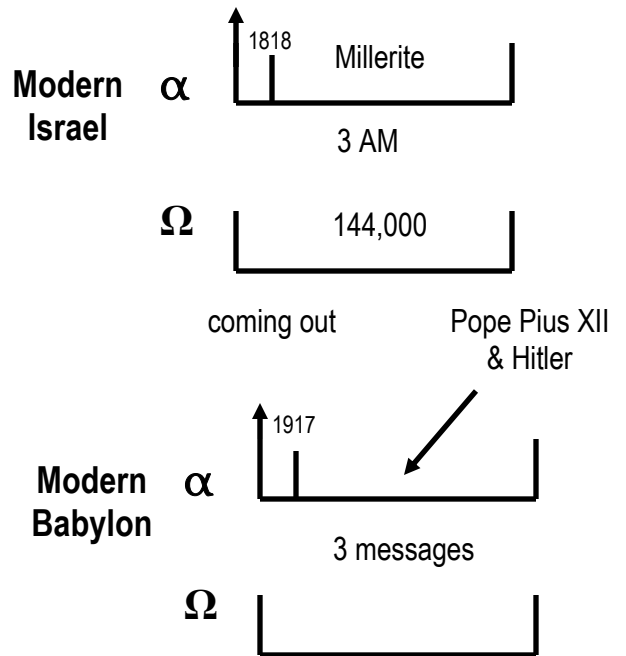 1818
Millerite
Modern
Israel
α
3 AM
Ω
144,000
coming out
Pope Pius XII
& Hitler
1917
Modern
Babylon
α
3 messages
Ω